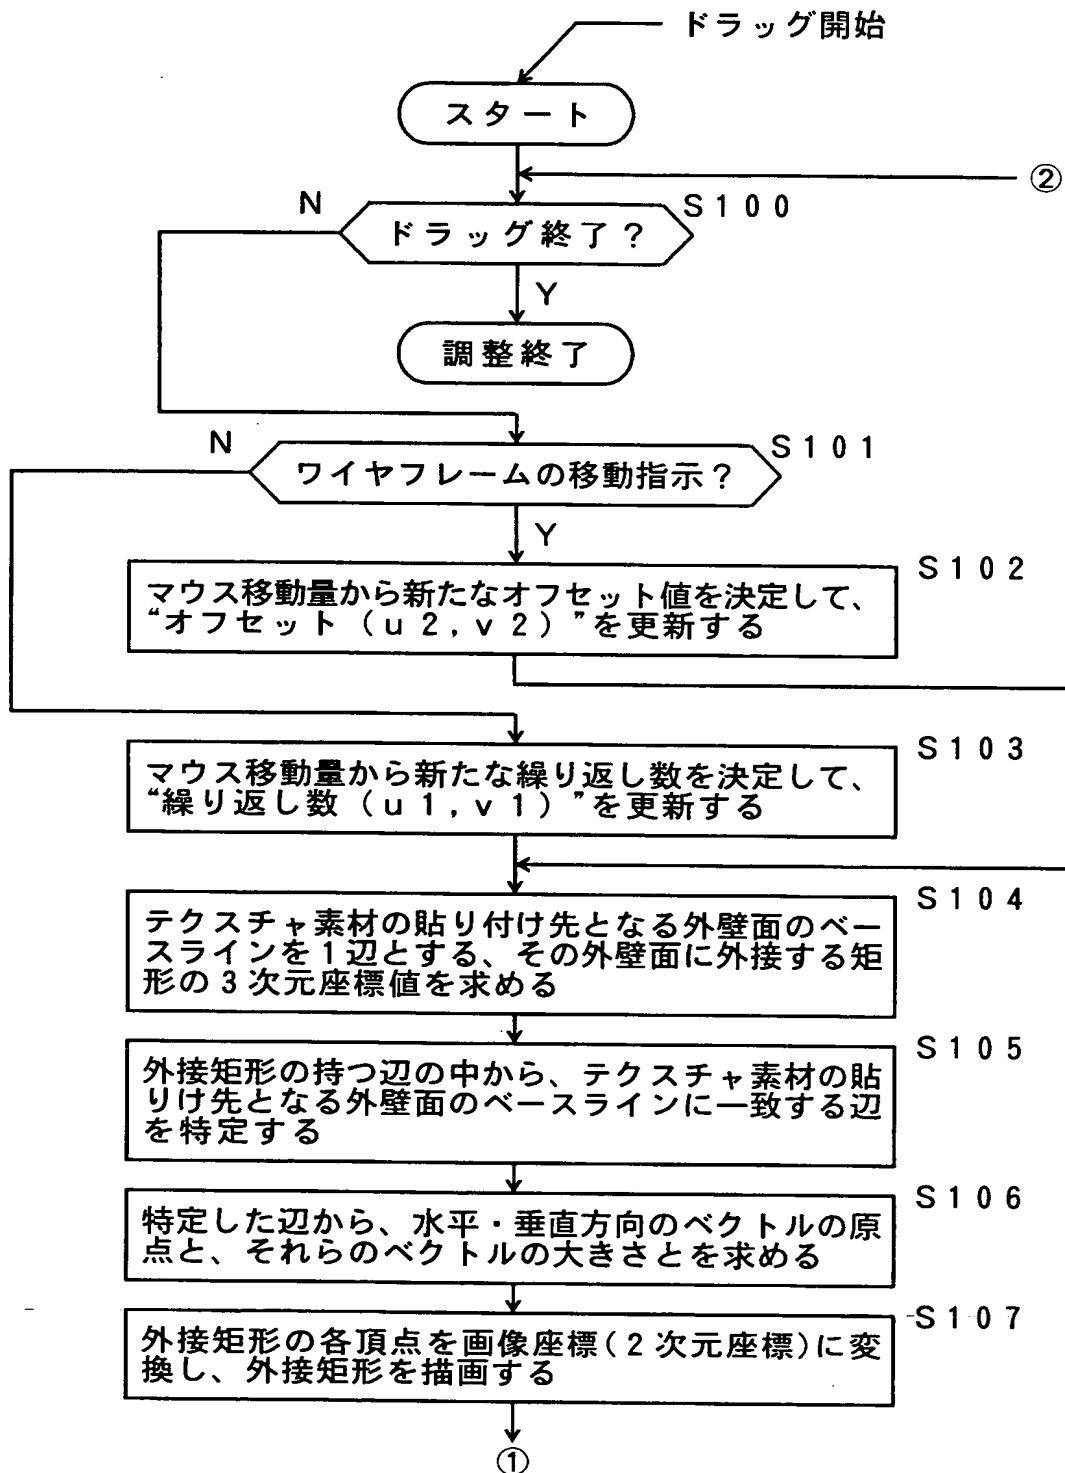 ドラッグ開始
スタート
②
N
S100
ドラッグ終了？
Y
調整終了
N
S101
ワイヤフレームの移動指示？
Y
S102
マウス移動量から新たなオフセット値を決定して、
“オフセット（u2,v2）”を更新する
S103
マウス移動量から新たな繰り返し数を決定して、
“繰り返し数（u1,v1）”を更新する
S104
テクスチャ素材の貼り付け先となる外壁面のベー
スラインを1辺とする、その外壁面に外接する矩
形の3次元座標値を求める
S105
外接矩形の持つ辺の中から、テクスチャ素材の貼
りけ先となる外壁面のベースラインに一致する辺
を特定する
S106
特定した辺から、水平・垂直方向のベクトルの原
点と、それらのベクトルの大きさとを求める
S107
外接矩形の各頂点を画像座標(2次元座標)に変
換し、外接矩形を描画する
①